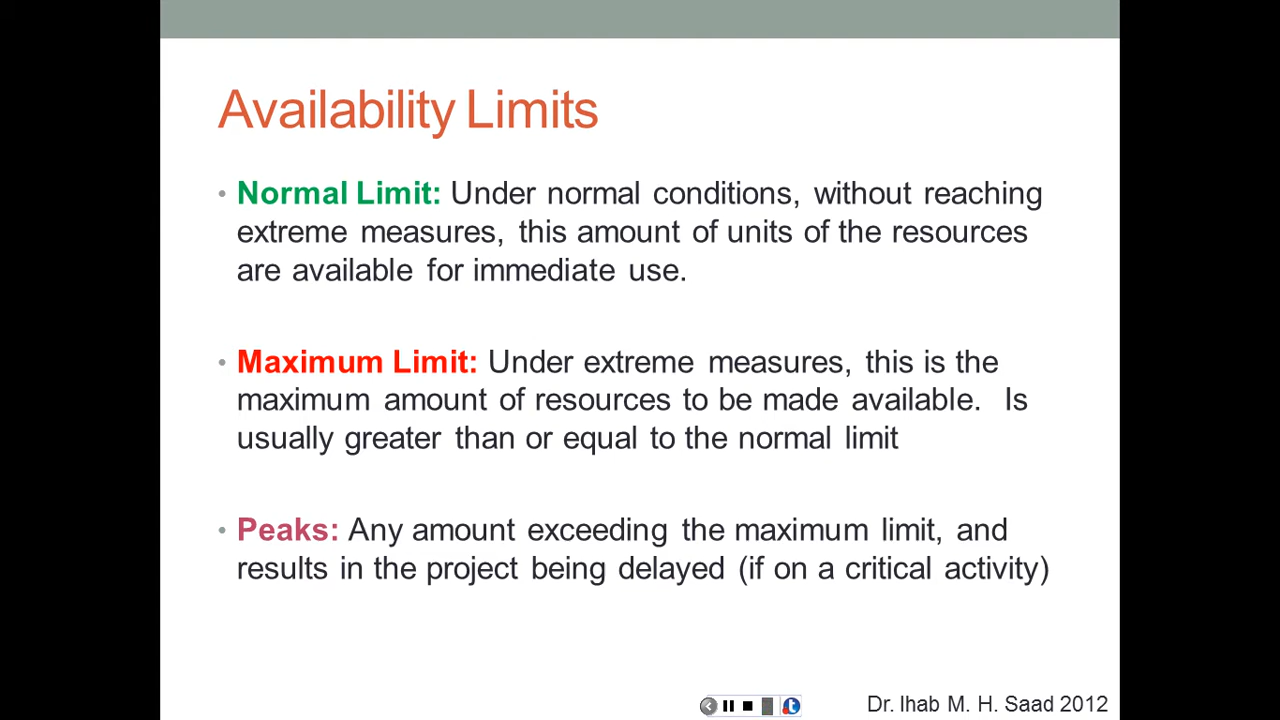 Availability Limits
• Normal Limit: Under normal conditions, without reaching
extreme measures, this amount of units of the resources
are available for immediate use.
• Maximum Limit: Under extreme measures, this is the
maximum amount of resources to be made available. Is
usually greater than or equal to the normal limit
• Peaks: Any amount exceeding the maximum limit, and
results in the project being delayed (if on a critical activity)
Dr. Ihab M. H. Saad 2012